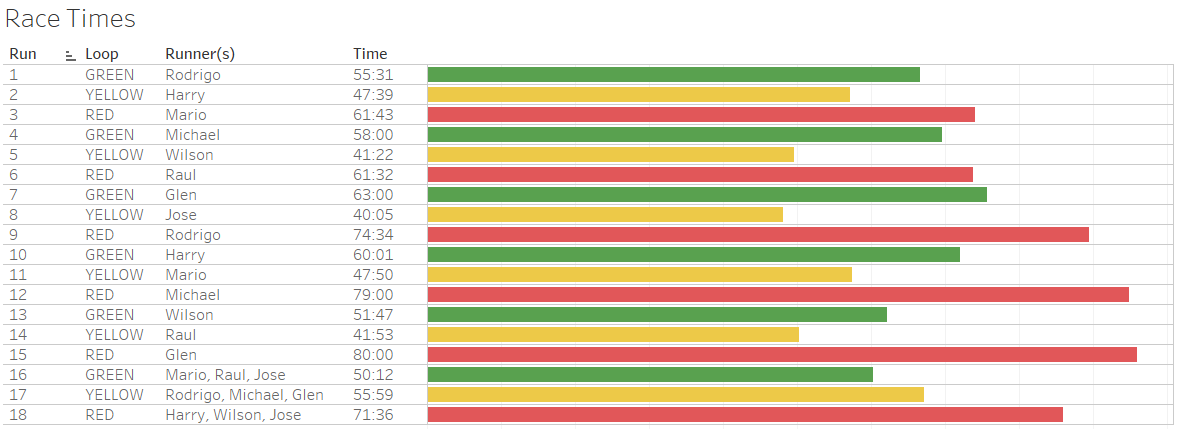 Race Times
Run Loop Runner(s) Time
1 GREEN Rodrigo 55:31
2 YELLOW Harry 47:39
3 RED Mario 61:43
4 GREEN Michael 58:00
5 YELLOW Wilson 41:22
6 RED Raul 61:32
7 GREEN Glen 63:00
8 YELLOW Jose 40:05
9 RED Rodrigo 74:34
10 GREEN Harry 60:01
11 YELLOW Mario 47:50
12 RED Michael 79:00
13 GREEN Wilson 51:47
14 YELLOW Raul 41:53
15 RED Glen 80:00
16 GREEN Mario, Raul, Jose 50:12
17 YELLOW Rodrigo, Michael, Glen 55:59
18 RED Harry, Wilson, Jose 71:36